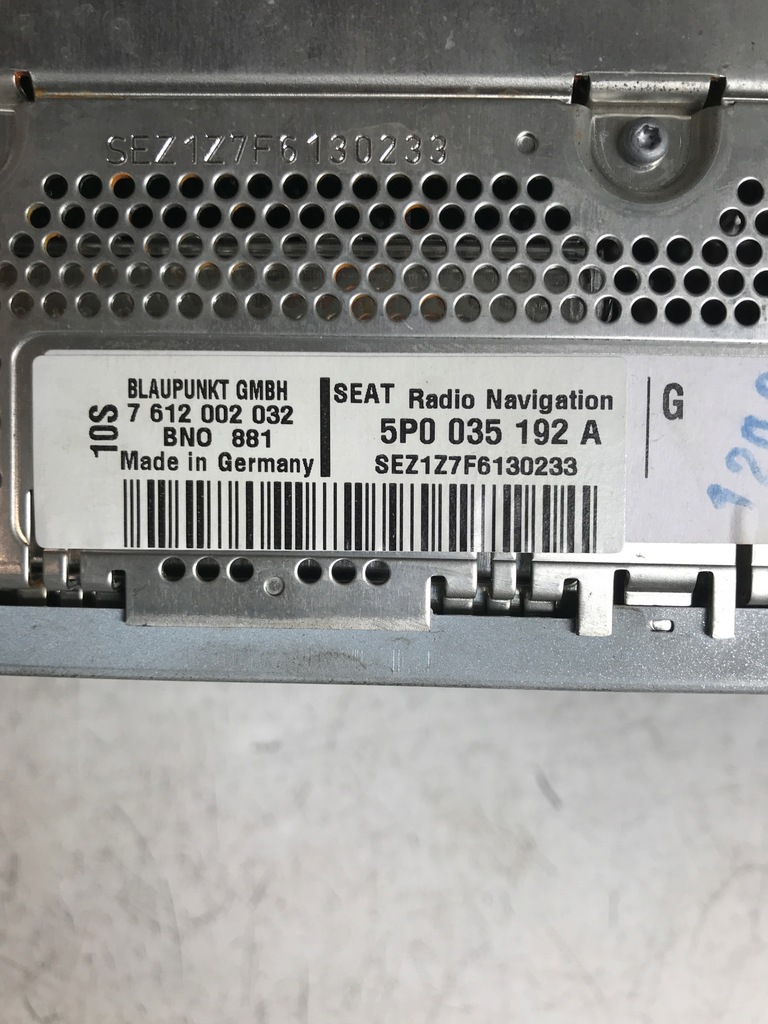 SEZ1Z7F6130233
10S
BLAUPUNKT GMBH
7 612 002 032
BNO 881
Made in Germany
SEAT Radio Navigation
5P0 035 192 A
SEZ1Z7F6130233
G